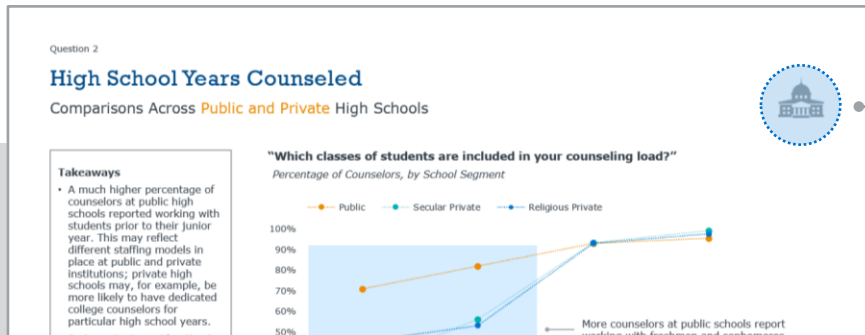 Question 2
High School Years Counseled
Comparisons Across Public and Private High Schools
Takeaways
• A much higher percentage of
counselors at public high
schools reported working with
students prior to their junior
year. This may reflect
different staffing models in
place at public and private
institutions; private high
schools may, for example, be
more likely to have dedicated
college counselors for
particular high school years.
"Which classes of students are included in your counseling load?"
Percentage of Counselors, by School Segment
Public
Secular Private
Religious Private
100%
90%
80%
70%
60%
50%
More counselors at public schools report
working with freshmen and sophomores